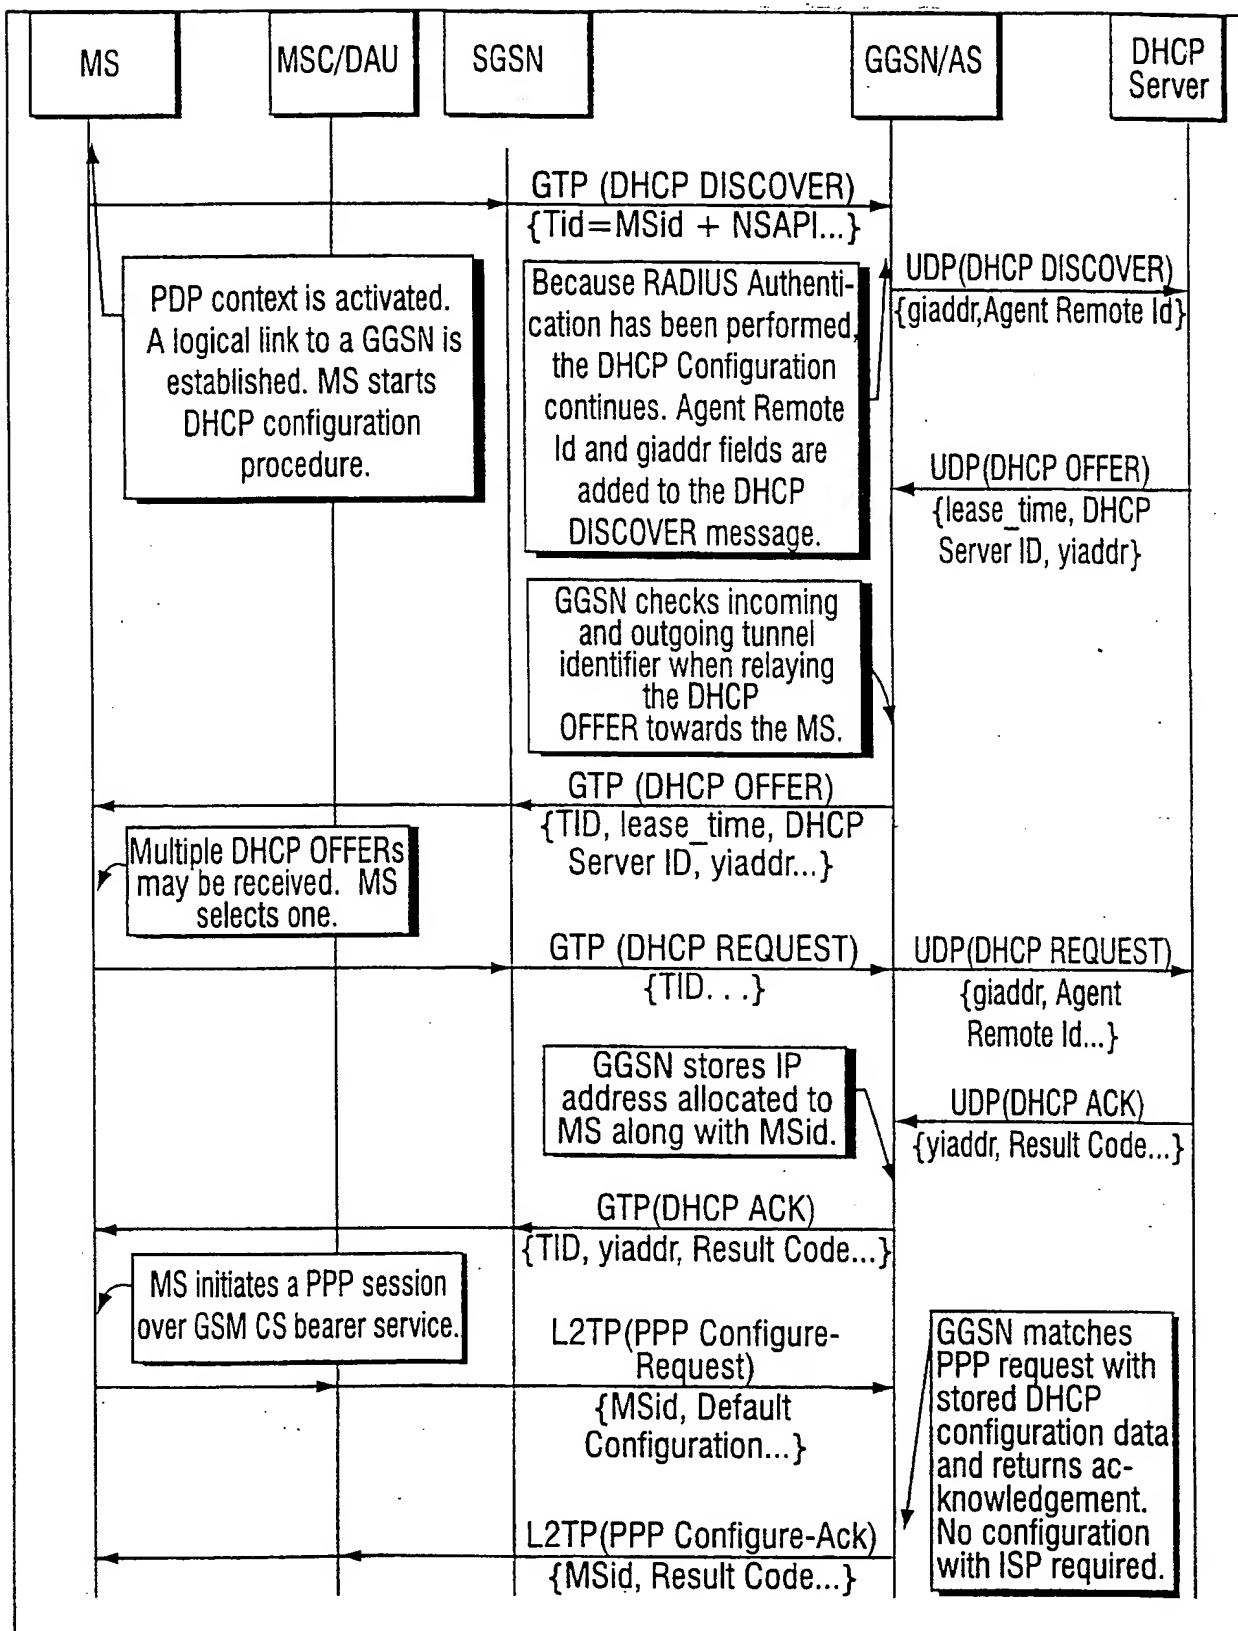 MS
MSC/DAU
SGSN
GGSN/AS
DHCP
Server
GTP (DHCP DISCOVER)
{Tid=MSid + NSAPI...}
PDP context is activated.
A logical link to a GGSN is
established. MS starts
DHCP configuration
procedure.
Because RADIUS Authenti-
cation has been performed,
the DHCP Configuration
continues. Agent Remote
Id and giaddr fields are
added to the DHCP
DISCOVER message.
UDP(DHCP DISCOVER)
{giaddr,Agent Remote Id}
UDP(DHCP OFFER)
{lease_time, DHCP
Server ID, yiaddr}
GGSN checks incoming
and outgoing tunnel
identifier when relaying
the DHCP
OFFER towards the MS.
GTP (DHCP OFFER)
{TID, lease_time, DHCP
Server ID, yiaddr...}
Multiple DHCP OFFERs
may be received. MS
selects one.
GTP (DHCP REQUEST)
{TID. . .}
UDP(DHCP REQUEST)
{giaddr, Agent
Remote Id...}
GGSN stores IP
address allocated to
MS along with MSid.
UDP(DHCP ACK)
{yiaddr, Result Code...}
GTP(DHCP ACK)
{TID, yiaddr, Result Code...}
MS initiates a PPP session
over GSM CS bearer service.
L2TP(PPP Configure-
Request)
{MSid, Default
Configuration...}
GGSN matches
PPP request with
stored DHCP
configuration data
and returns ac-
knowledgement.
No configuration
with ISP required.
L2TP(PPP Configure-Ack)
{MSid, Result Code...}